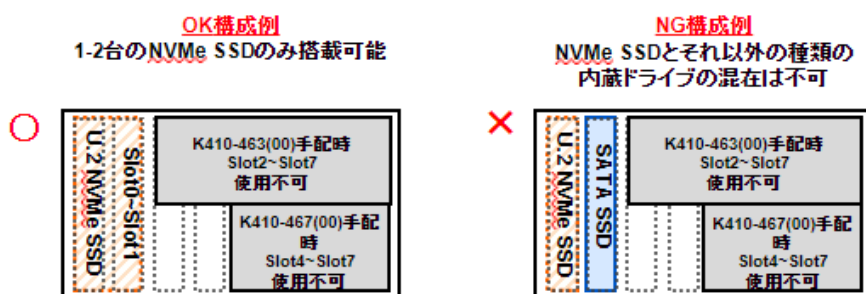 OK構成例
1-2台のNVMe SSDのみ搭載可能
○
U.2 NVMe SSD
Slot0~Slot1
K410-463(00)手配時
Slot2~Slot7
使用不可
K410-467(00)手配
時
Slot4~Slot7
使用不可
NG構成例
NVMe SSDとそれ以外の種類の
内蔵ドライブの混在は不可
×
U.2 NVMe SSD
SATA SSD
K410-463(00)手配時
Slot2~Slot7
使用不可
K410-467(00)手配
時
Slot4~Slot7
使用不可